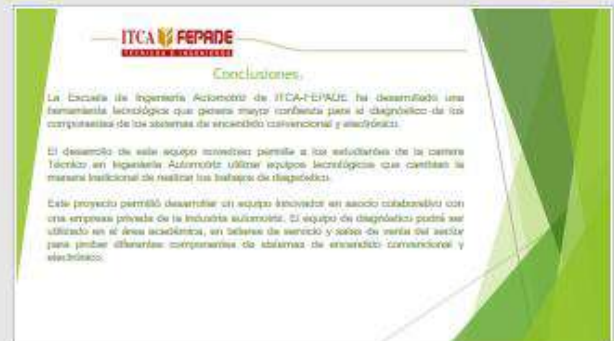 ITCA FEPADE
TÉCNICOS E INGENIEROS
Conclusiones.
La Escuela de Ingeniería Automotriz de ITCA-FEPADE ha desarrollado una
herramienta tecnológica que genera mayor confianza para el diagnóstico de los
componentes de los sistemas de encendido convencional y electrónico.
El desarrollo de este equipo novedoso permite a los estudiantes de la carrera
Técnico en Ingeniería Automotriz utilizar equipos tecnológicos que cambian la
manera tradicional de realizar los trabajos de diagnóstico.
Este proyecto permitió desarrollar un equipo innovador en asocio colaborativo con
una empresa privada de la industria automotriz. El equipo de diagnóstico podrá ser
utilizado en el área académica, en talleres de servicio y salas de venta del sector
para probar diferentes componentes de sistemas de encendido convencional y
electrónico.